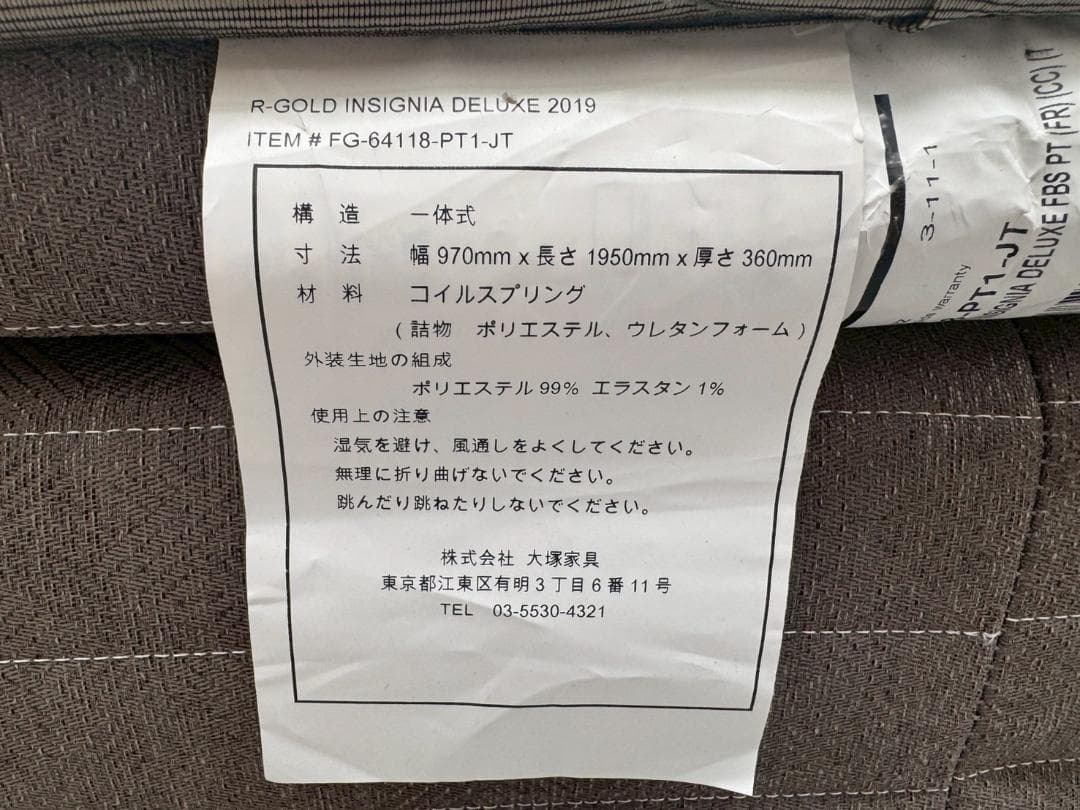 R-GOLD INSIGNIA DELUXE 2019
ITEM # FG-64118-PT1-JT
構 造 一体式
寸 法 幅 970mm x 長さ 1950mm x 厚さ 360mm
材 料 コイルスプリング
( 詰物 ポリエステル、ウレタンフォーム )
外装生地の組成
ポリエステル 99% エラスタン 1%
使用上の注意
湿気を避け、風通しをよくしてください。
無理に折り曲げないでください。
跳んだり跳ねたりしないでください。
株式会社 大塚家具
東京都江東区有明 3 丁目 6 番 11 号
TEL 03-5530-4321
3-11-1
warranty
-PT1-JT
DELUXE FBS PT (FR) (CC)